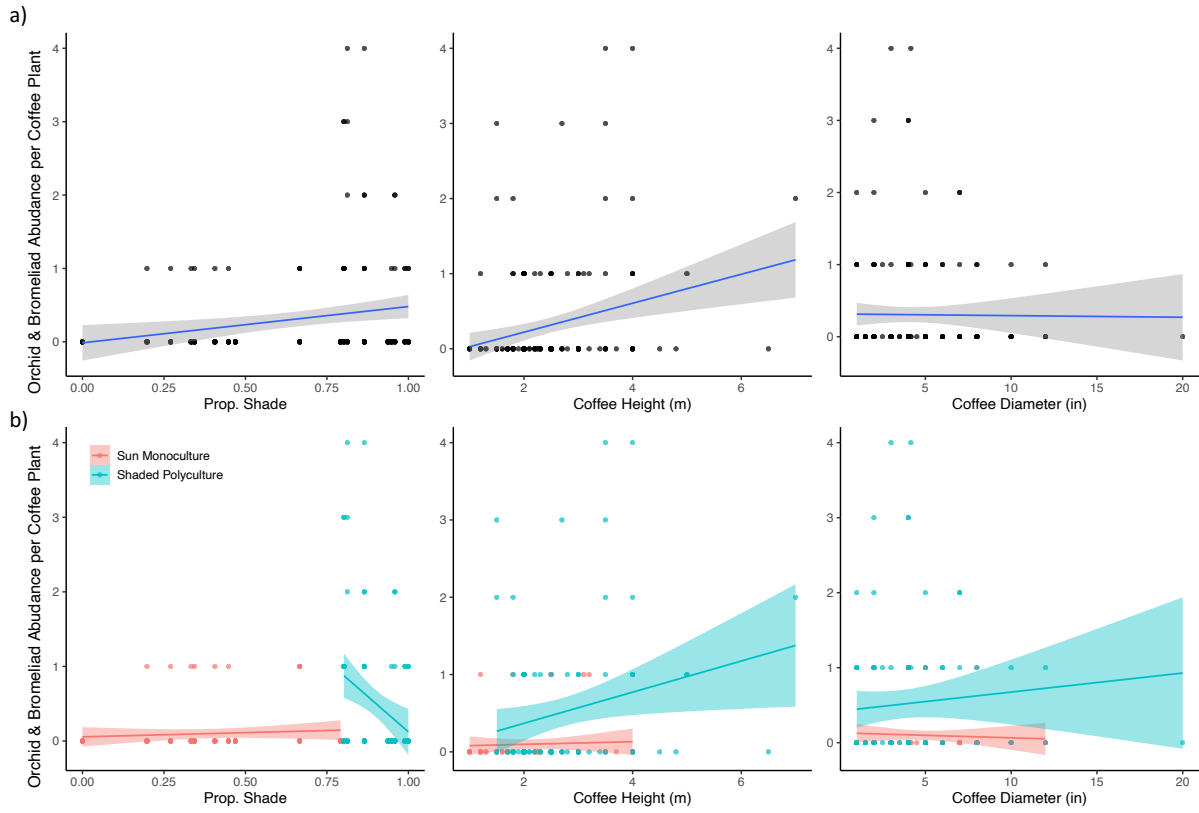 a)
Orchid & Bromeliad Abudance per Coffee Plant
4
3
2
1
0
0.00 0.25 0.50 0.75 1.00
Prop. Shade
4
3
2
1
0
2 4 6
Coffee Height (m)
4
3
2
1
0
5 10 15 20
Coffee Diameter (in)
b)
Orchid & Bromeliad Abudance per Coffee Plant
Sun Monoculture
Shaded Polyculture
4
3
2
1
0
0.00 0.25 0.50 0.75 1.00
Prop. Shade
4
3
2
1
0
2 4 6
Coffee Height (m)
4
3
2
1
0
5 10 15 20
Coffee Diameter (in)